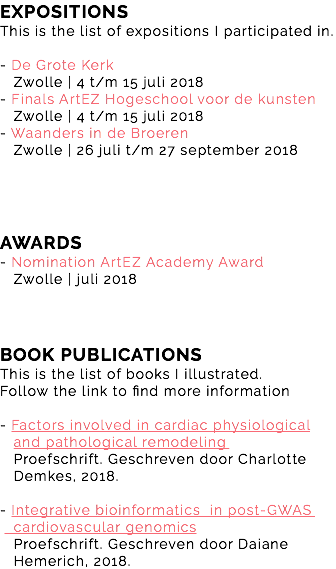 EXPOSITIONS
This is the list of expositions I participated in.
- De Grote Kerk
Zwolle | 4 t/m 15 juli 2018
- Finals ArtEZ Hogeschool voor de kunsten
Zwolle | 4 t/m 15 juli 2018
- Waanders in de Broeren
Zwolle | 26 juli t/m 27 september 2018
AWARDS
- Nomination ArtEZ Academy Award
Zwolle | juli 2018
BOOK PUBLICATIONS
This is the list of books I illustrated.
Follow the link to find more information
- Factors involved in cardiac physiological
and pathological remodeling
Proefschrift. Geschreven door Charlotte
Demkes, 2018.
- Integrative bioinformatics in post-GWAS
cardiovascular genomics
Proefschrift. Geschreven door Daiane
Hemerich, 2018.